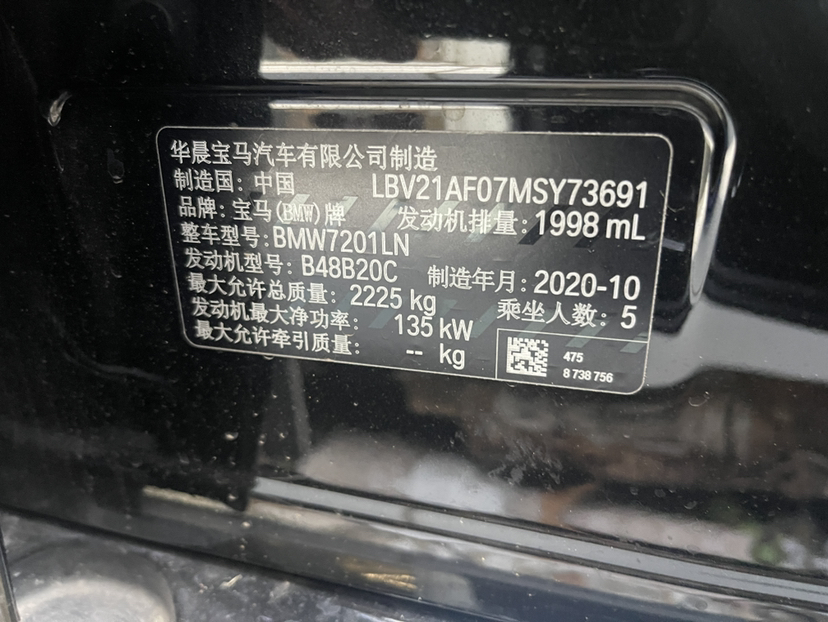 华晨宝马汽车有限公司制造
制造国: 中国 LBV21AF07MSY73691
品牌: 宝马(BMW)牌 发动机排量: 1998 mL
整车型号: BMW7201LN
发动机型号: B48B20C 制造年月: 2020-10
最大允许总质量: 2225 kg 乘坐人数: 5
发动机最大净功率: 135 kW
最大允许牵引质量: -- kg
475
8 738 756